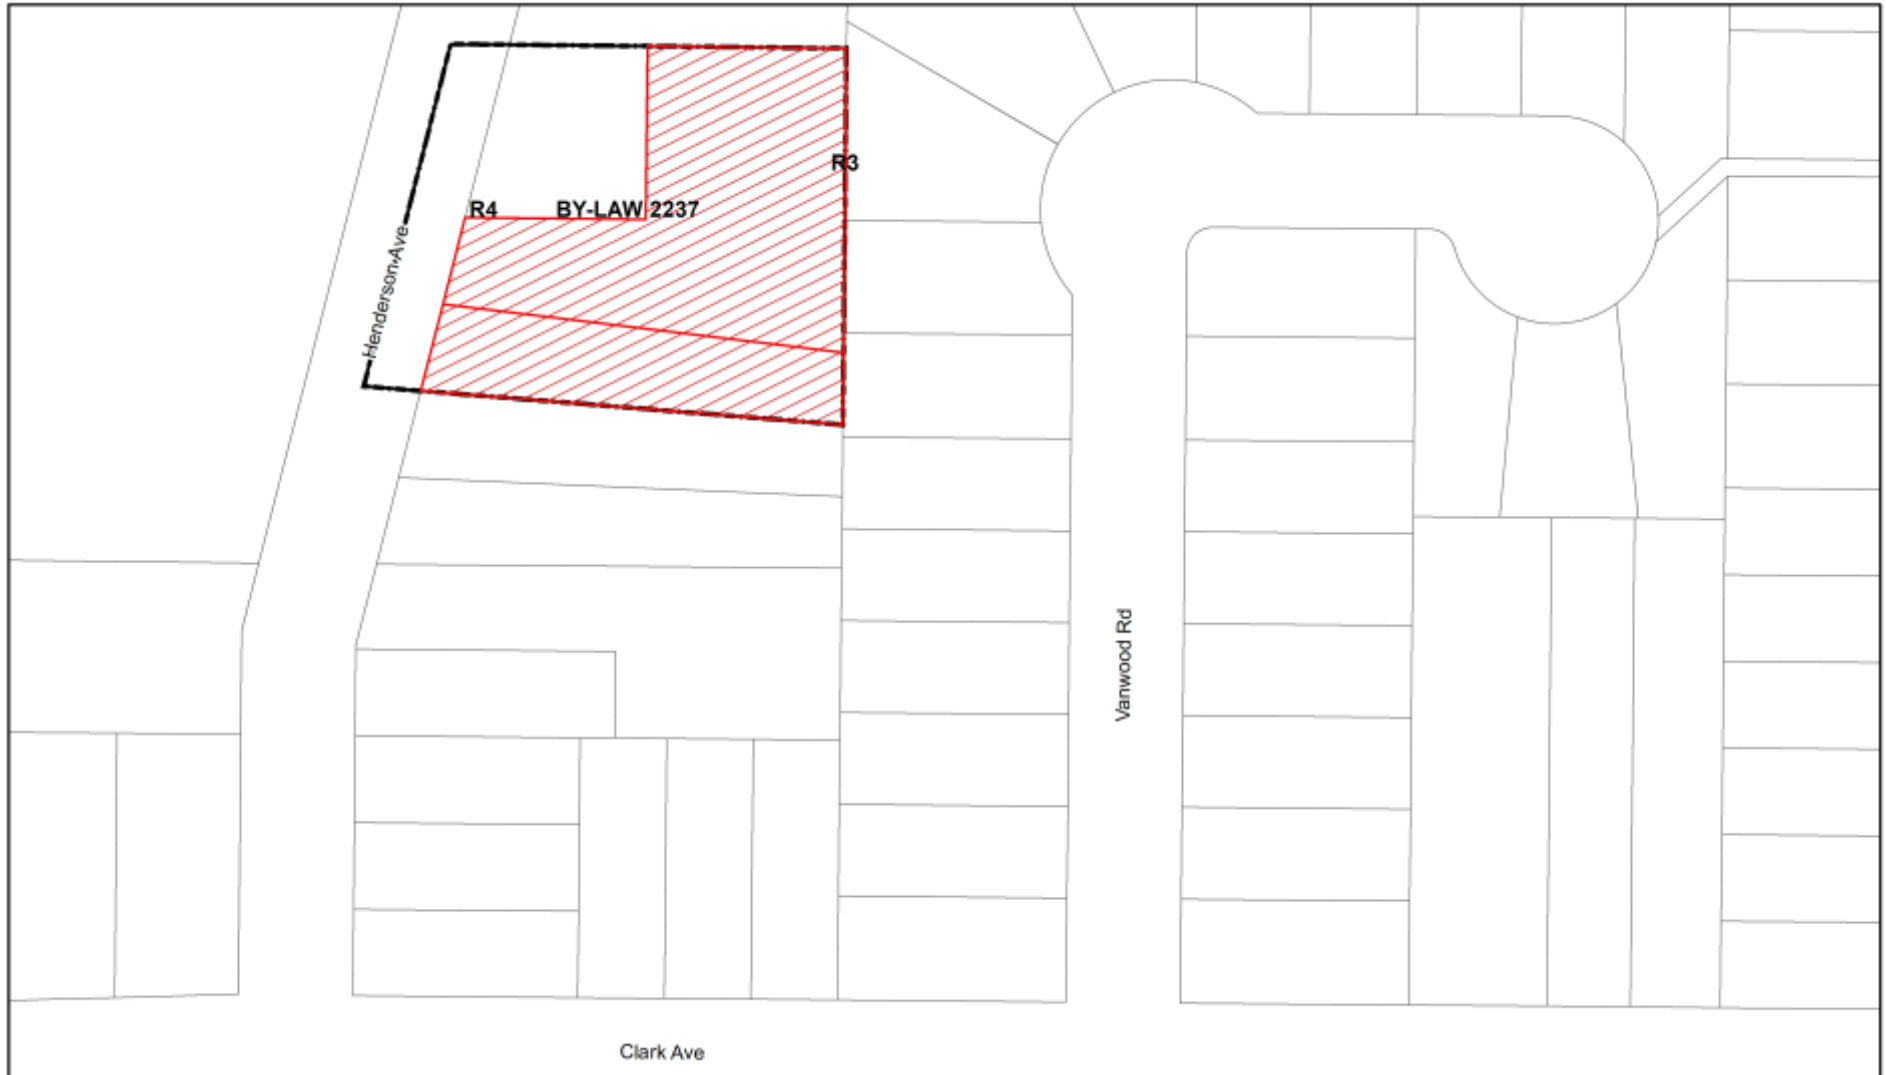 R3
R4
BY-LAW 2237
Henderson Ave
Vanwood Rd
Clark Ave